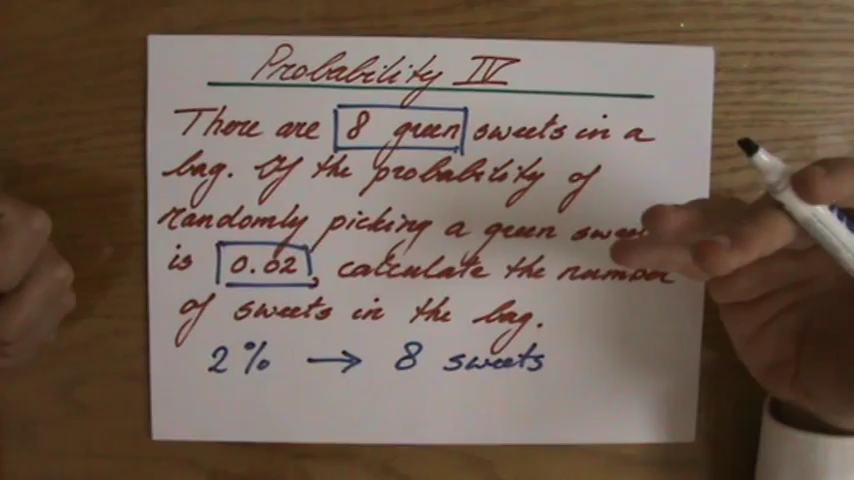 Probability IV
There are 8 green sweets in a
bag. If the probability of
randomly picking a green sweet
is 0.02, calculate the number
of sweets in the bag.
2% → 8 sweets